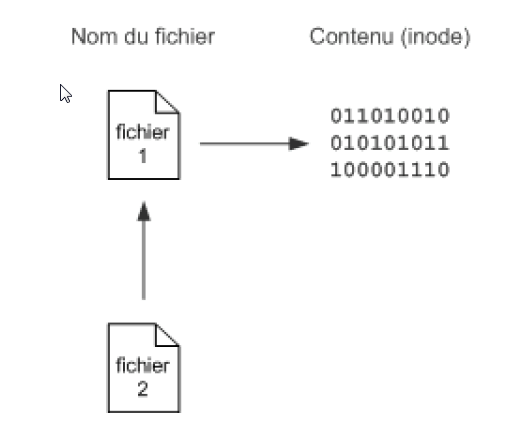 Nom du fichier
Contenu (inode)
fichier
1
011010010
010101011
100001110
fichier
2